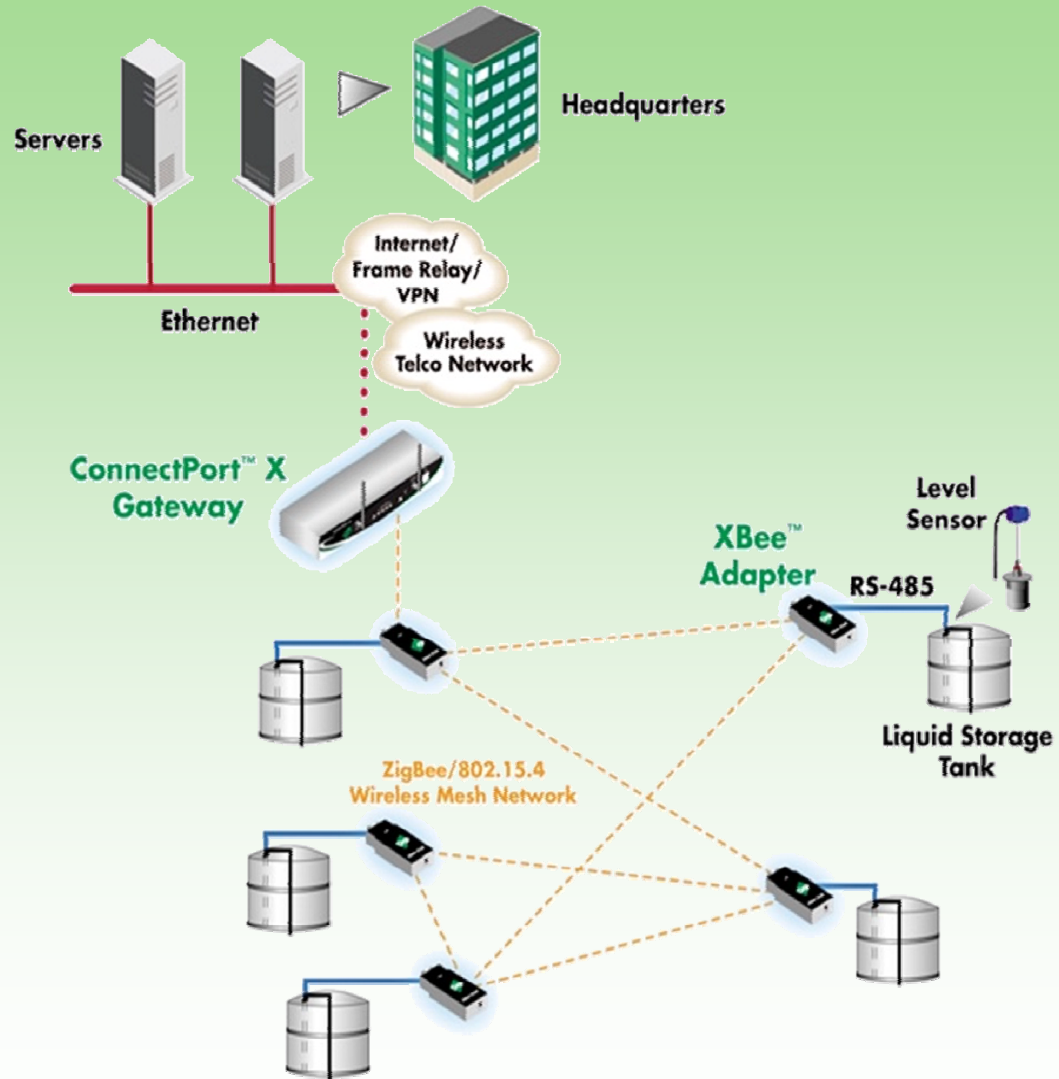 Servers
Headquarters
Internet/
Frame Relay/
VPN
Ethernet
Wireless
Telco Network
ConnectPort™ X
Gateway
Level
Sensor
XBee™
Adapter
RS-485
Liquid Storage
Tank
ZigBee/802.15.4
Wireless Mesh Network